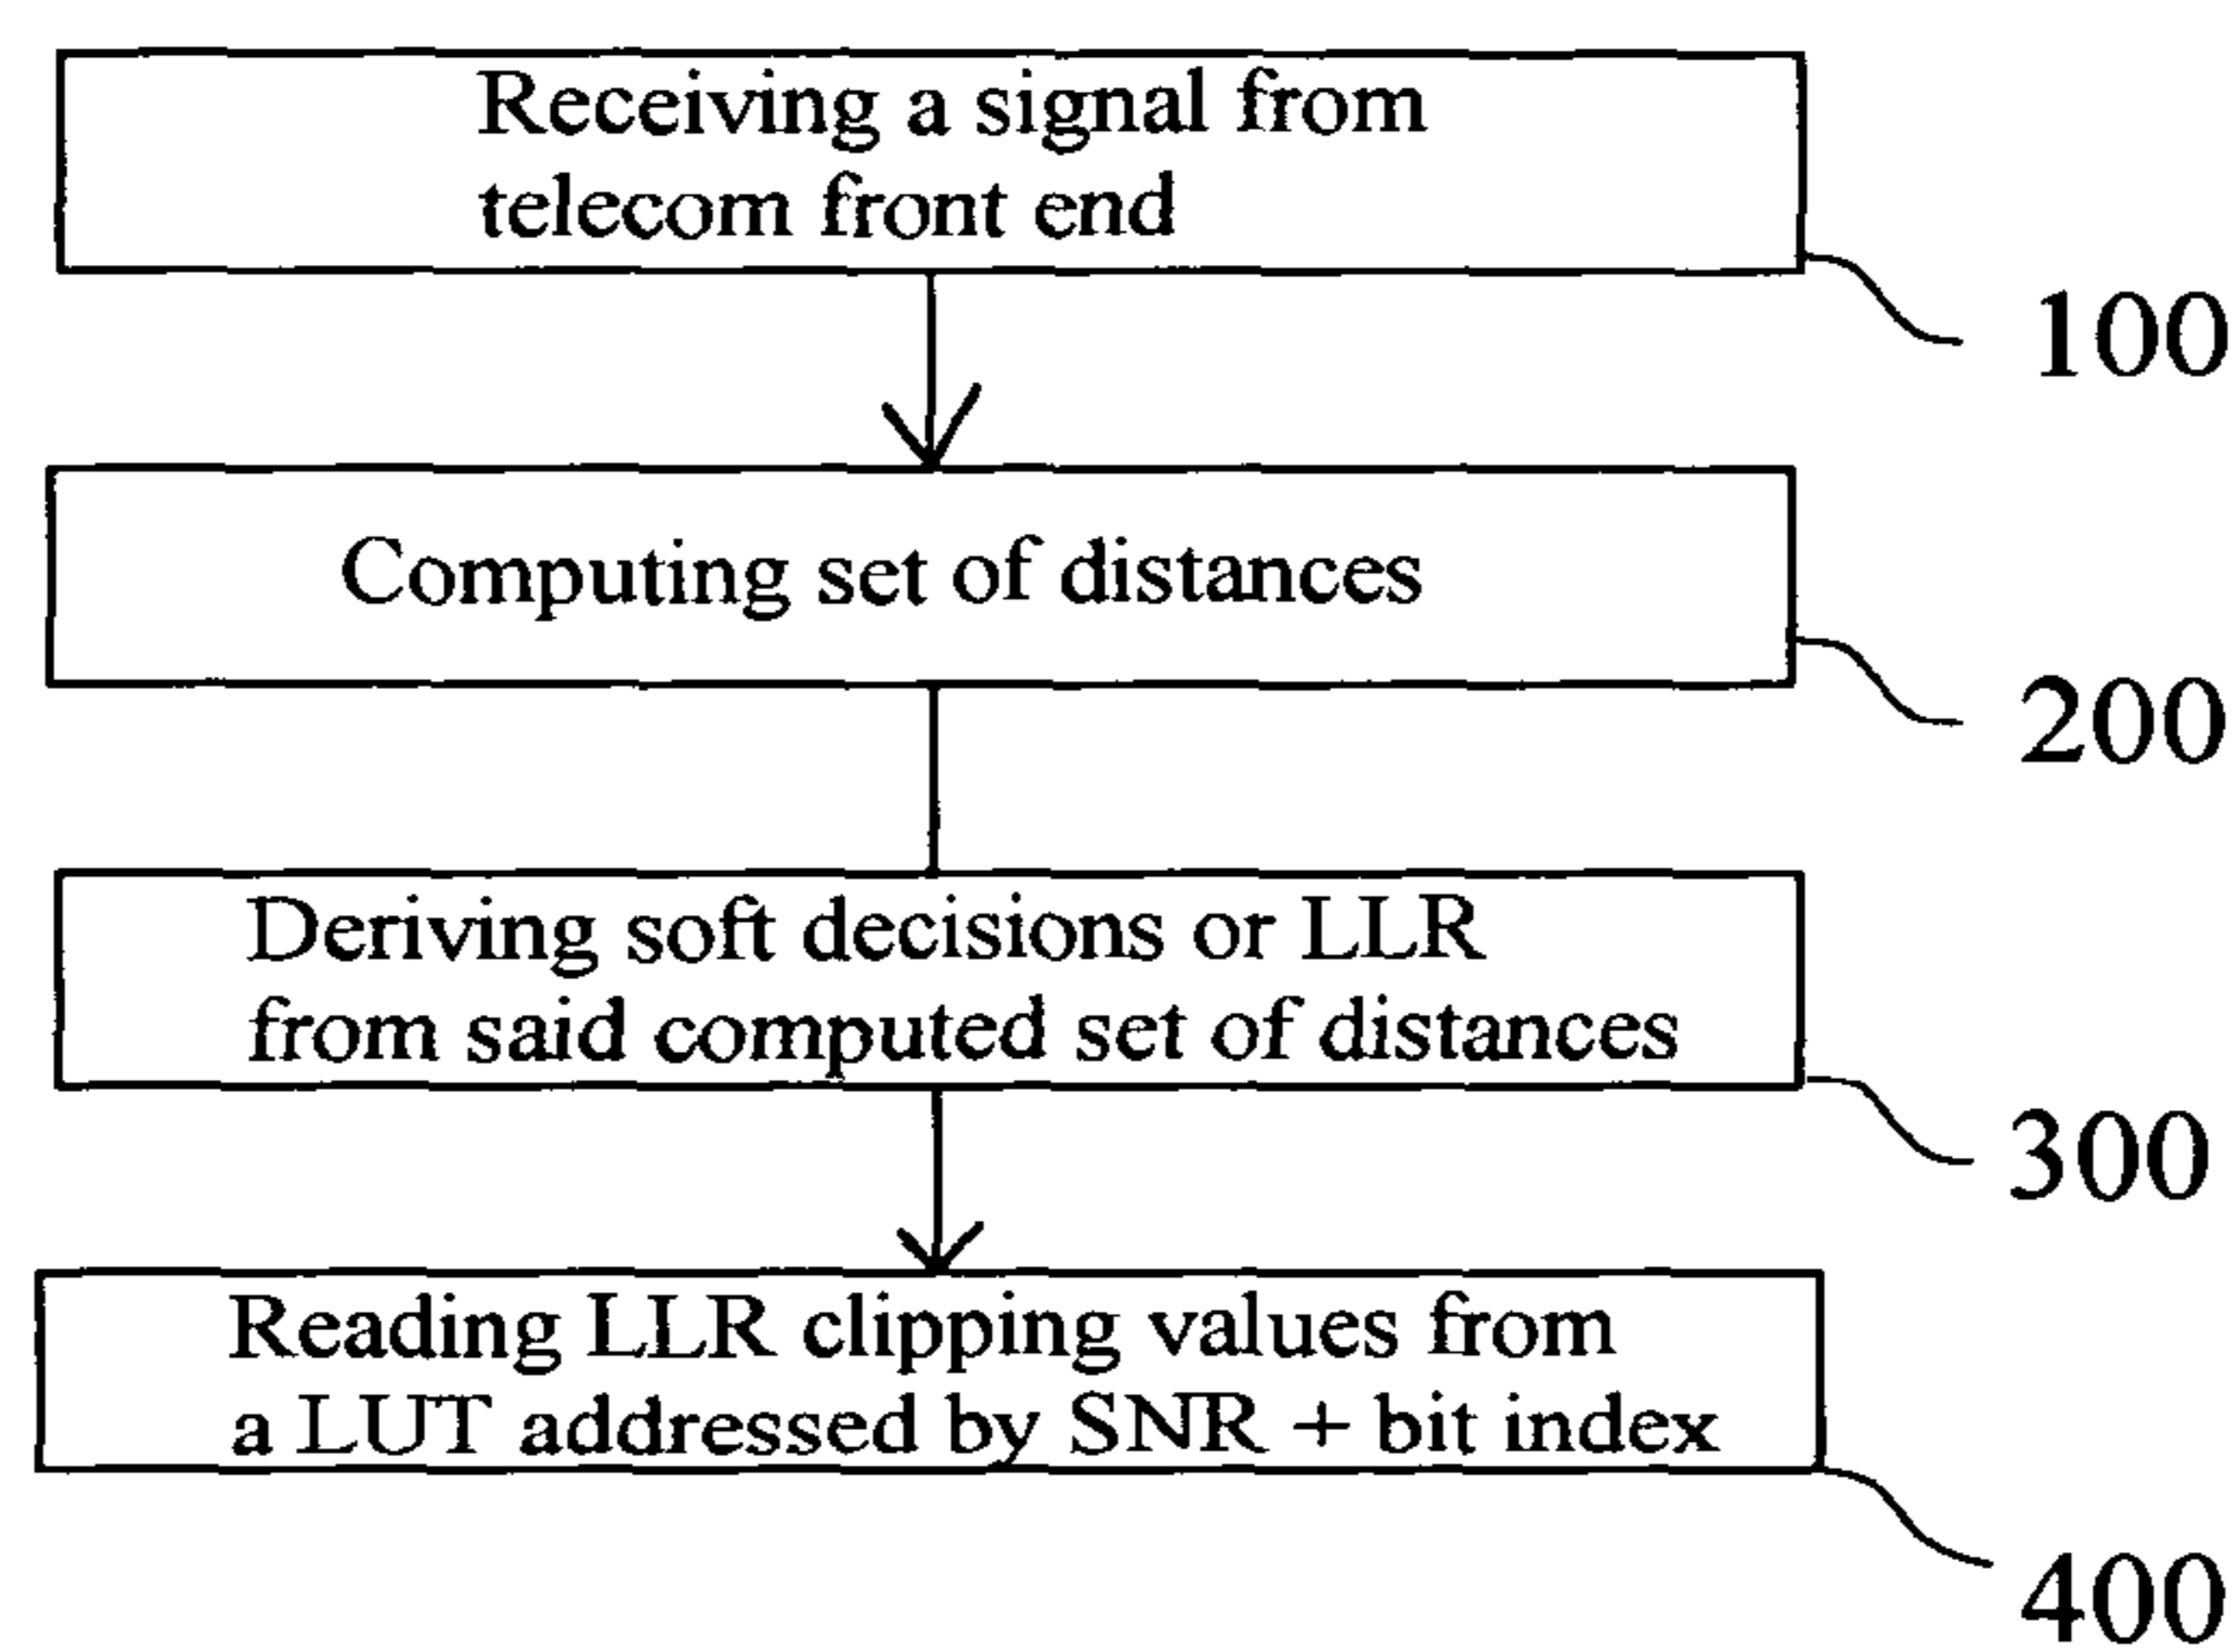 Receiving a signal from
telecom front end
100
Computing set of distances
200
Deriving soft decisions or LLR
from said computed set of distances
300
Reading LLR clipping values from
a LUT addressed by SNR + bit index
400